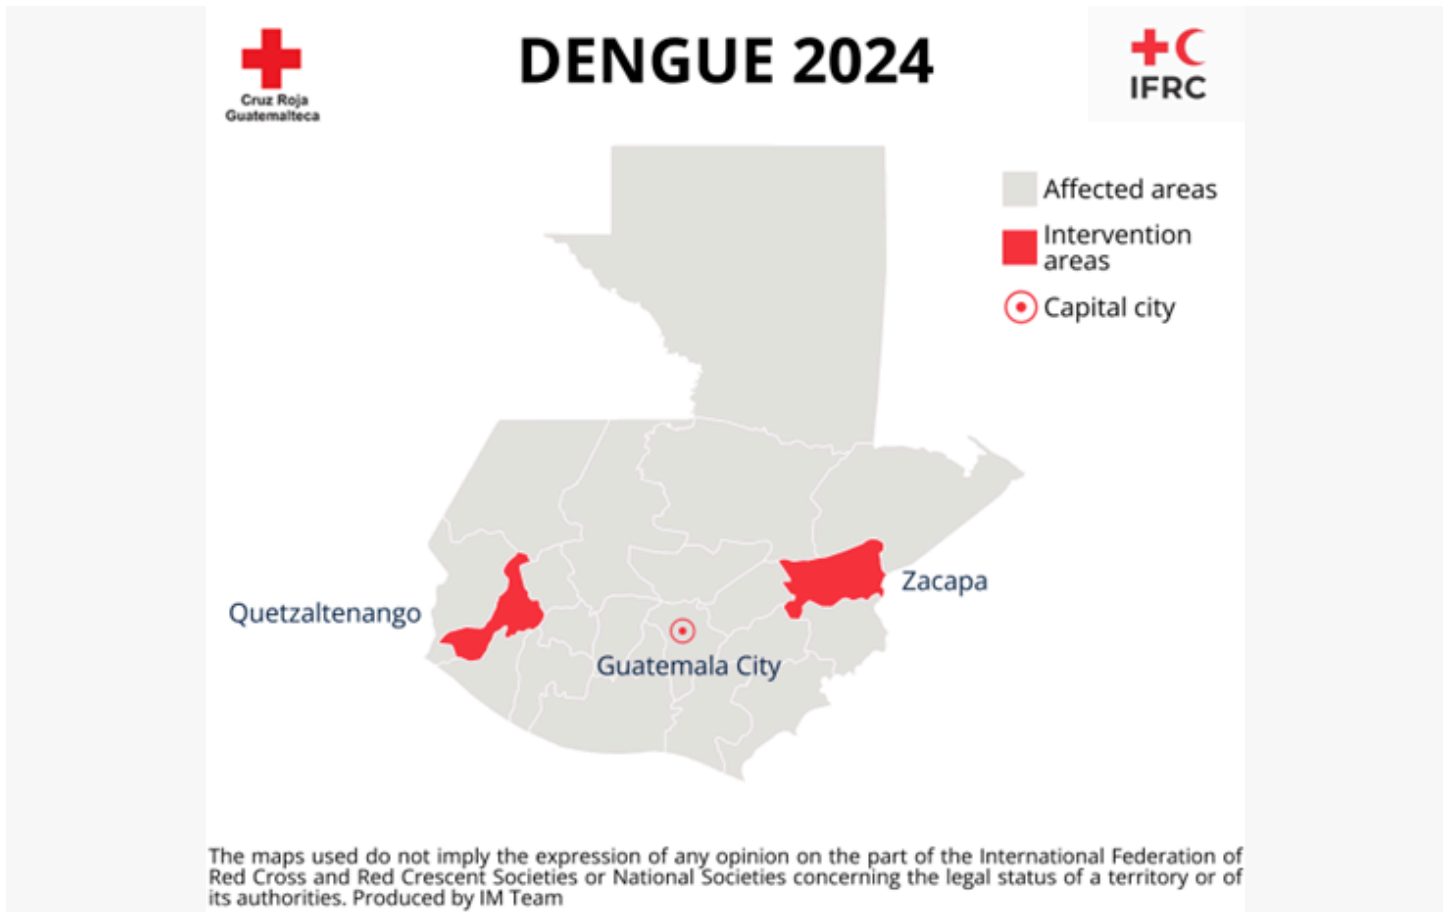 Cruz Roja
Guatemalteca
DENGUE 2024
IFRC
Affected areas
Intervention
areas
Capital city
Quetzaltenango
Zacapa
Guatemala City
The maps used do not imply the expression of any opinion on the part of the International Federation of
Red Cross and Red Crescent Societies or National Societies concerning the legal status of a territory or of
its authorities. Produced by IM Team